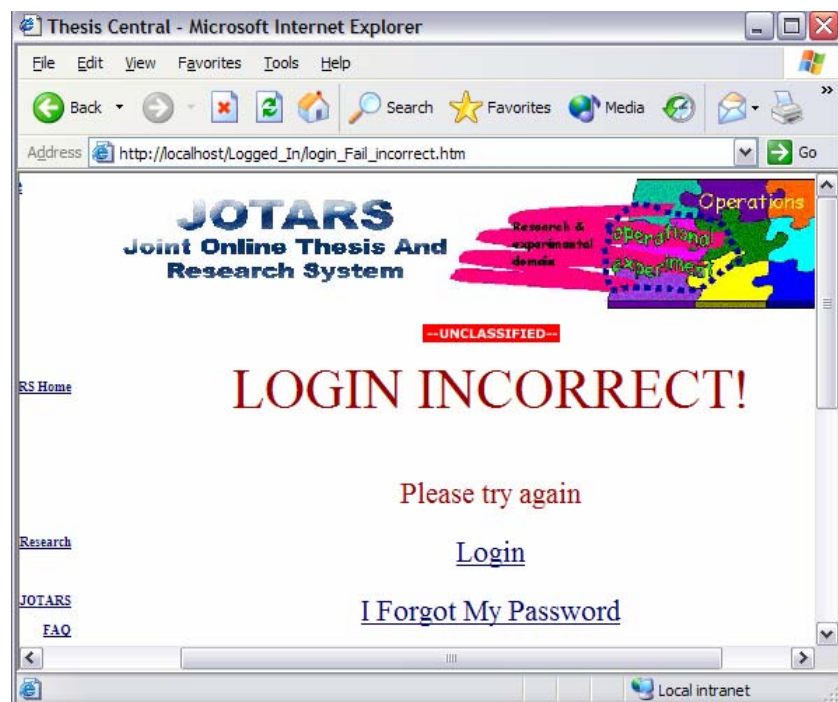 Thesis Central - Microsoft Internet Explorer
File Edit View Favorites Tools Help
Back Search Favorites Media »
Address http://localhost/Logged_In/login_Fail_incorrect.htm Go
JOTARS
Joint Online Thesis And
Research System
Research &
experimental
domain
Operations
operational
experiment
--UNCLASSIFIED--
RS Home
LOGIN INCORRECT!
Please try again
Research
Login
JOTARS
I Forgot My Password
FAQ
Local intranet